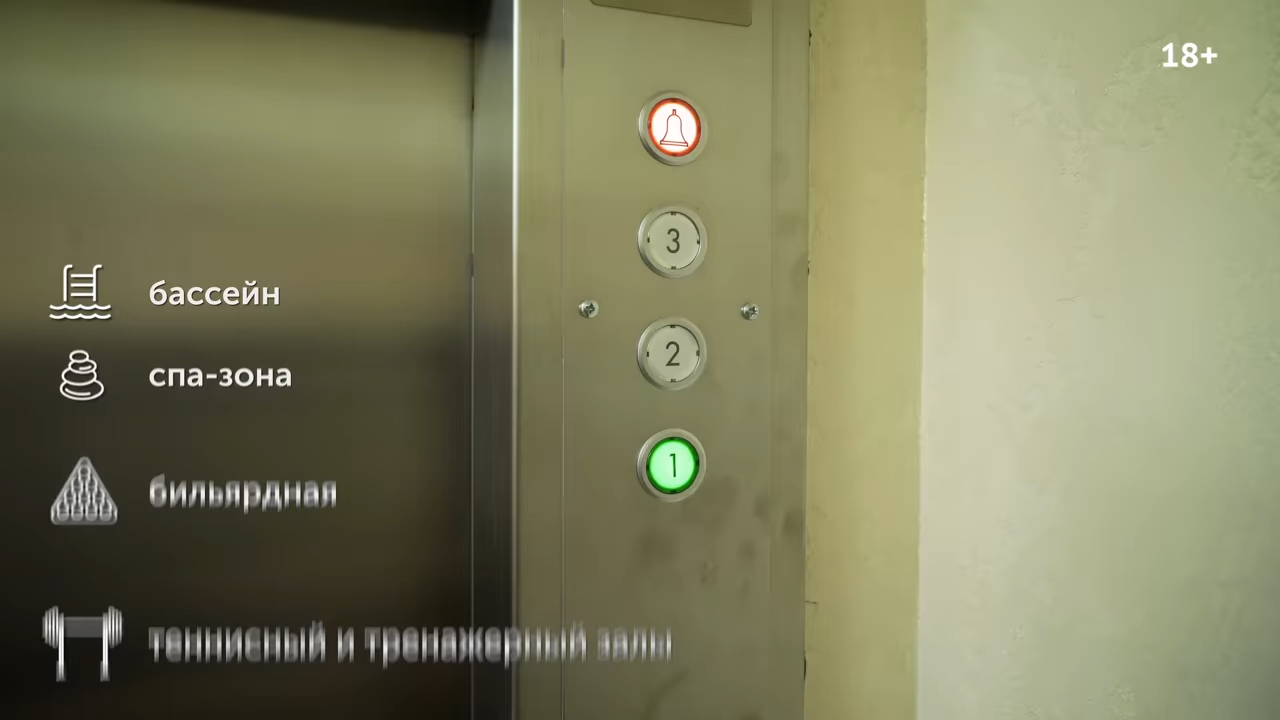 18+
3
2
1
бассейн
спа-зона
бильярдная
теннисный и тренажерный залы